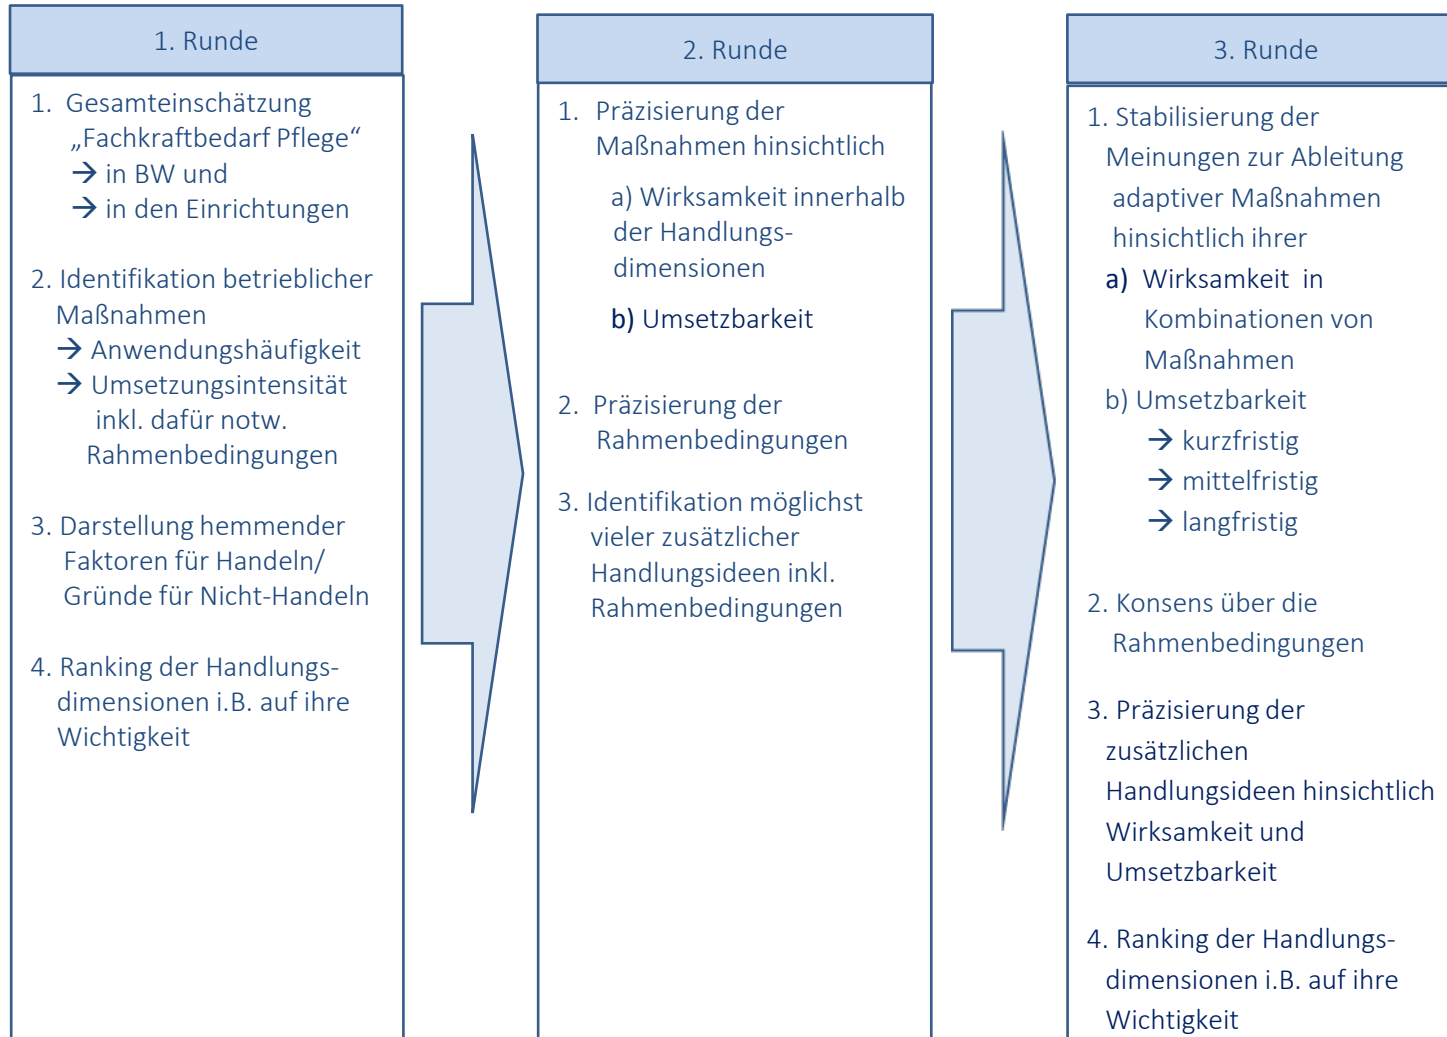 1. Runde
1. Gesamteinschätzung
„Fachkraftbedarf Pflege“
→ in BW und
→ in den Einrichtungen
2. Identifikation betrieblicher
Maßnahmen
→ Anwendungshäufigkeit
→ Umsetzungsintensität
inkl. dafür notw.
Rahmenbedingungen
3. Darstellung hemmender
Faktoren für Handeln/
Gründe für Nicht-Handeln
4. Ranking der Handlungs-
dimensionen i.B. auf ihre
Wichtigkeit
2. Runde
1. Präzisierung der
Maßnahmen hinsichtlich
a) Wirksamkeit innerhalb
der Handlungs-
dimensionen
b) Umsetzbarkeit
2. Präzisierung der
Rahmenbedingungen
3. Identifikation möglichst
vieler zusätzlicher
Handlungsideen inkl.
Rahmenbedingungen
3. Runde
1. Stabilisierung der
Meinungen zur Ableitung
adaptiver Maßnahmen
hinsichtlich ihrer
a) Wirksamkeit in
Kombinationen von
Maßnahmen
b) Umsetzbarkeit
→ kurzfristig
→ mittelfristig
→ langfristig
2. Konsens über die
Rahmenbedingungen
3. Präzisierung der
zusätzlichen
Handlungsideen hinsichtlich
Wirksamkeit und
Umsetzbarkeit
4. Ranking der Handlungs-
dimensionen i.B. auf ihre
Wichtigkeit